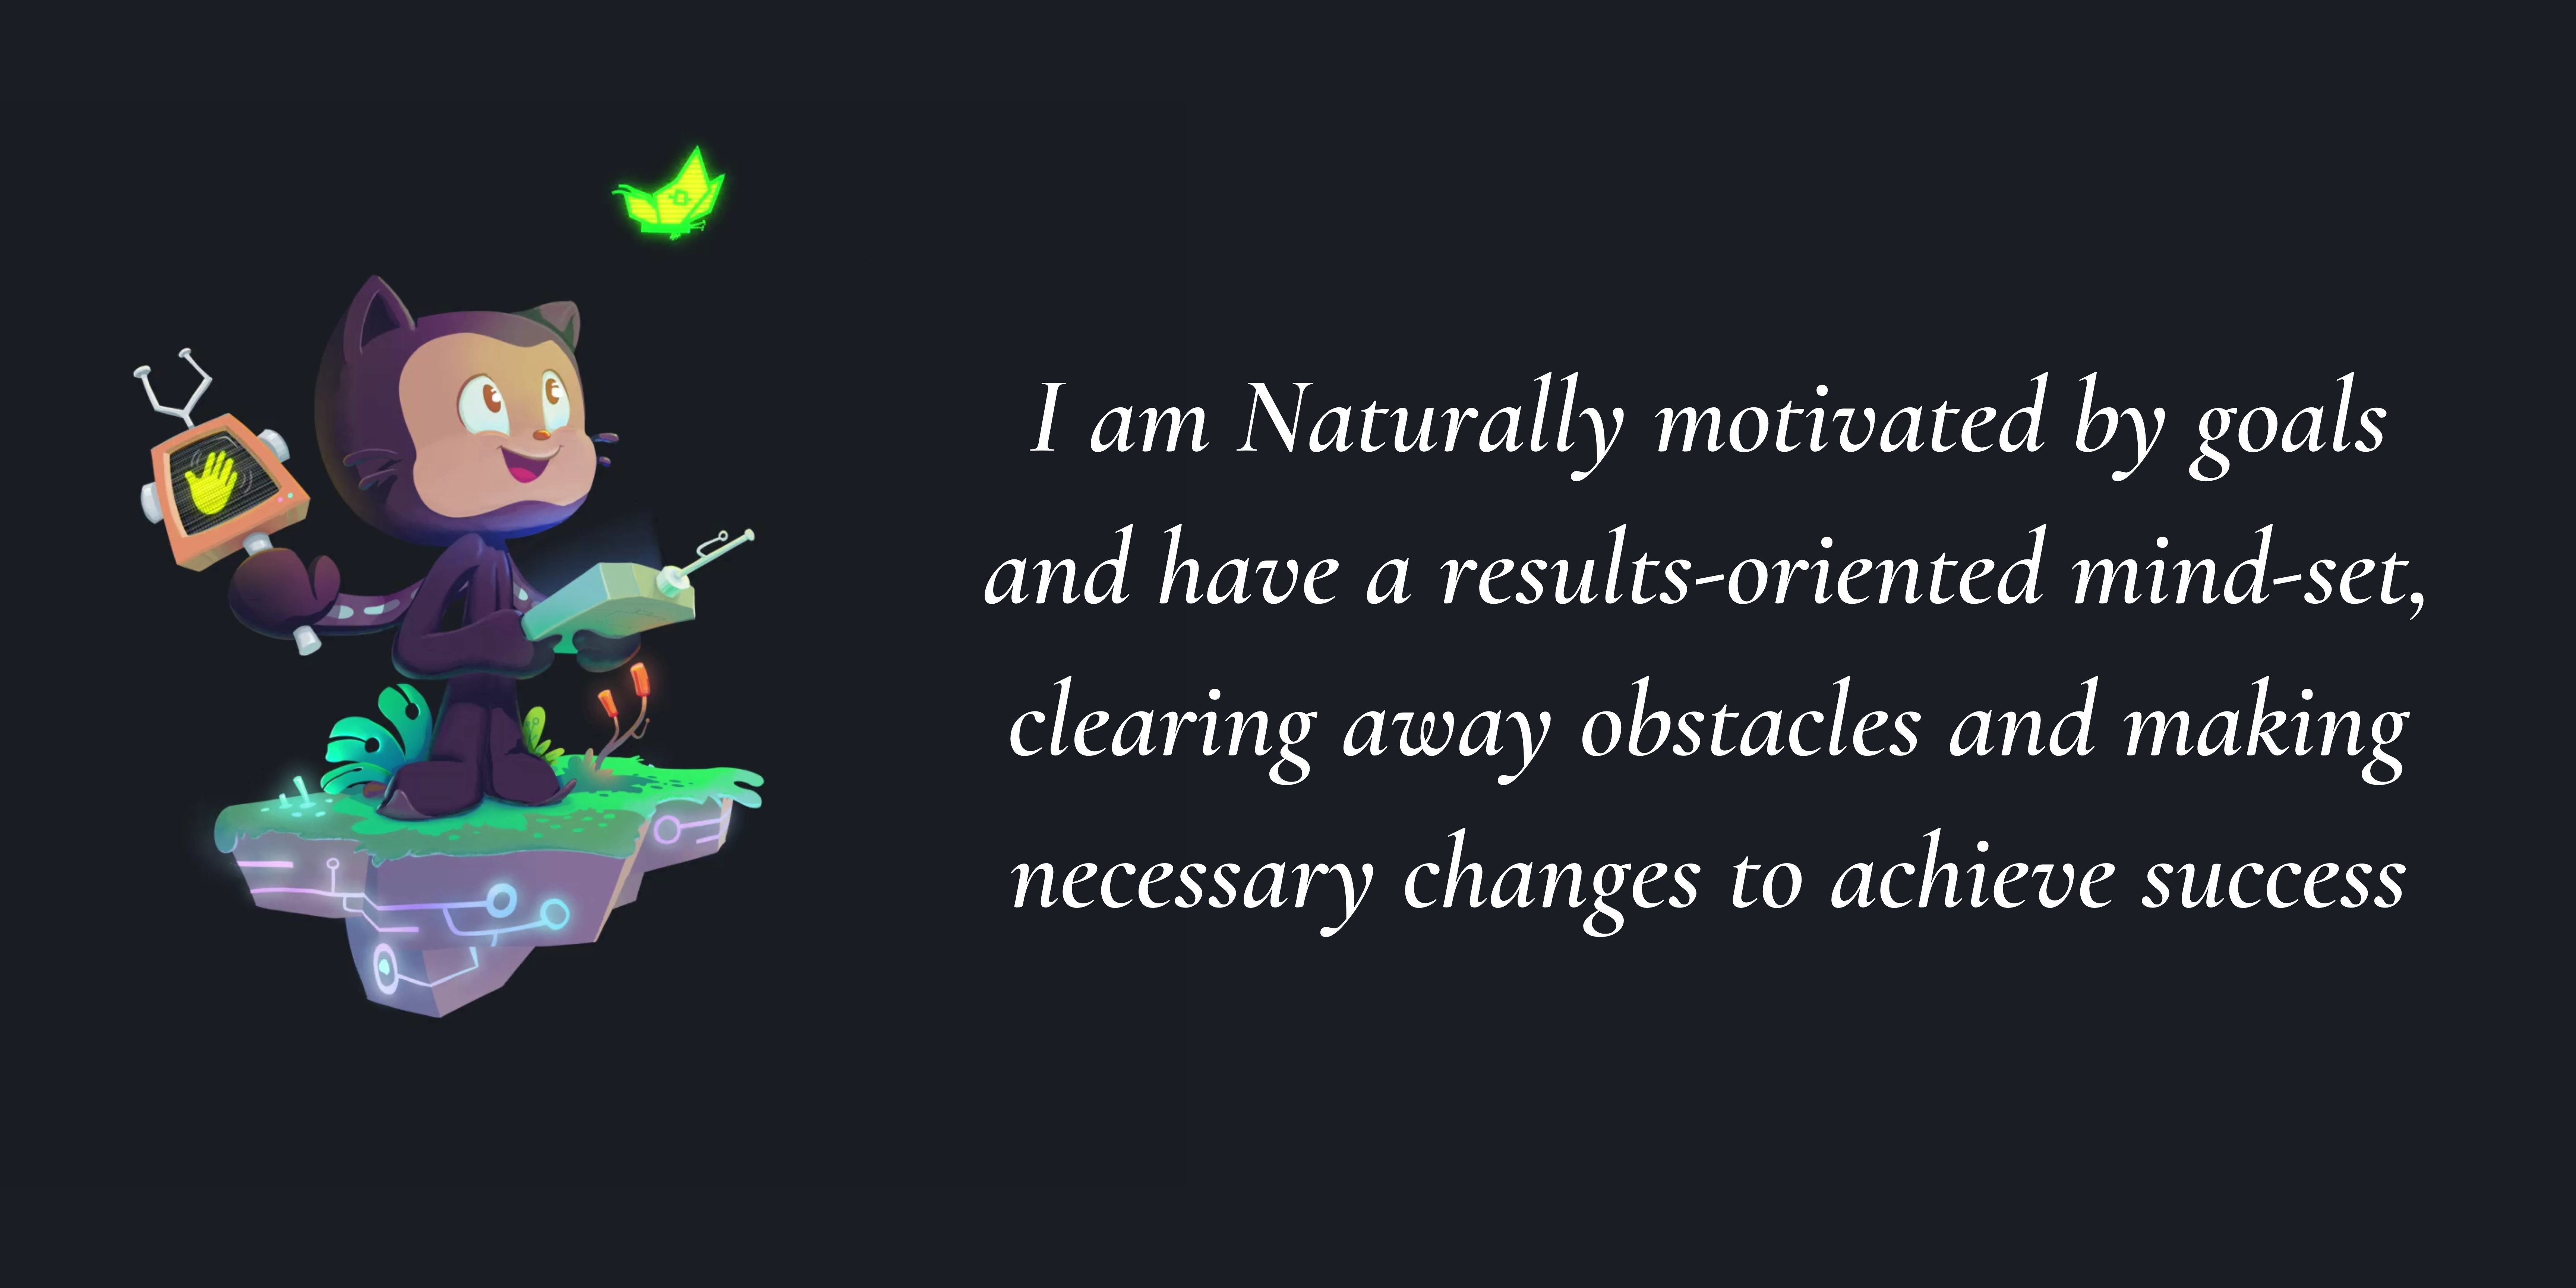 I am Naturally motivated by goals
and have a results-oriented mind-set,
clearing away obstacles and making
necessary changes to achieve success